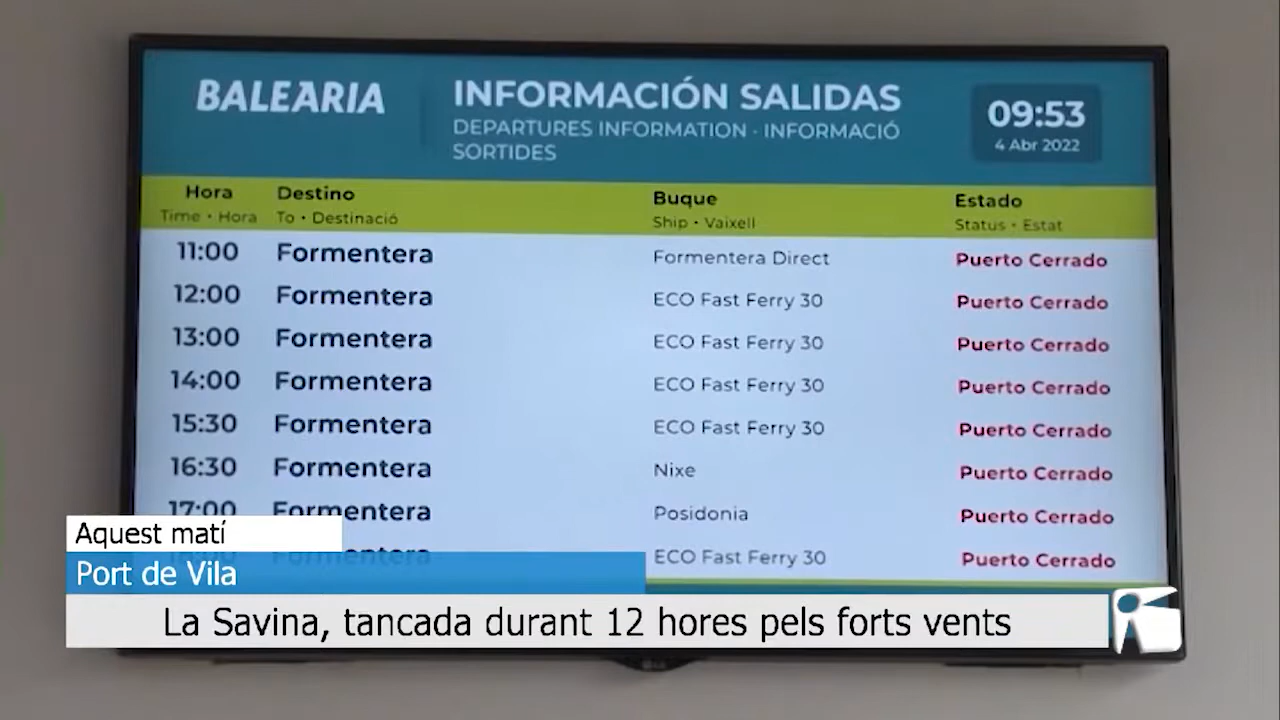 BALEARIA
INFORMACIÓN SALIDAS
DEPARTURES INFORMATION · INFORMACIÓ
SORTIDES
09:53
4 Abr 2022
Hora Destino Buque Estado
Time • Hora To • Destinació Ship • Vaixell Status • Estat
11:00 Formentera Formentera Direct Puerto Cerrado
12:00 Formentera ECO Fast Ferry 30 Puerto Cerrado
13:00 Formentera ECO Fast Ferry 30 Puerto Cerrado
14:00 Formentera ECO Fast Ferry 30 Puerto Cerrado
15:30 Formentera ECO Fast Ferry 30 Puerto Cerrado
16:30 Formentera Nixe Puerto Cerrado
17:00 Formentera Posidonia Puerto Cerrado
Formentera ECO Fast Ferry 30 Puerto Cerrado
Aquest matí
Port de Vila
La Savina, tancada durant 12 hores pels forts vents